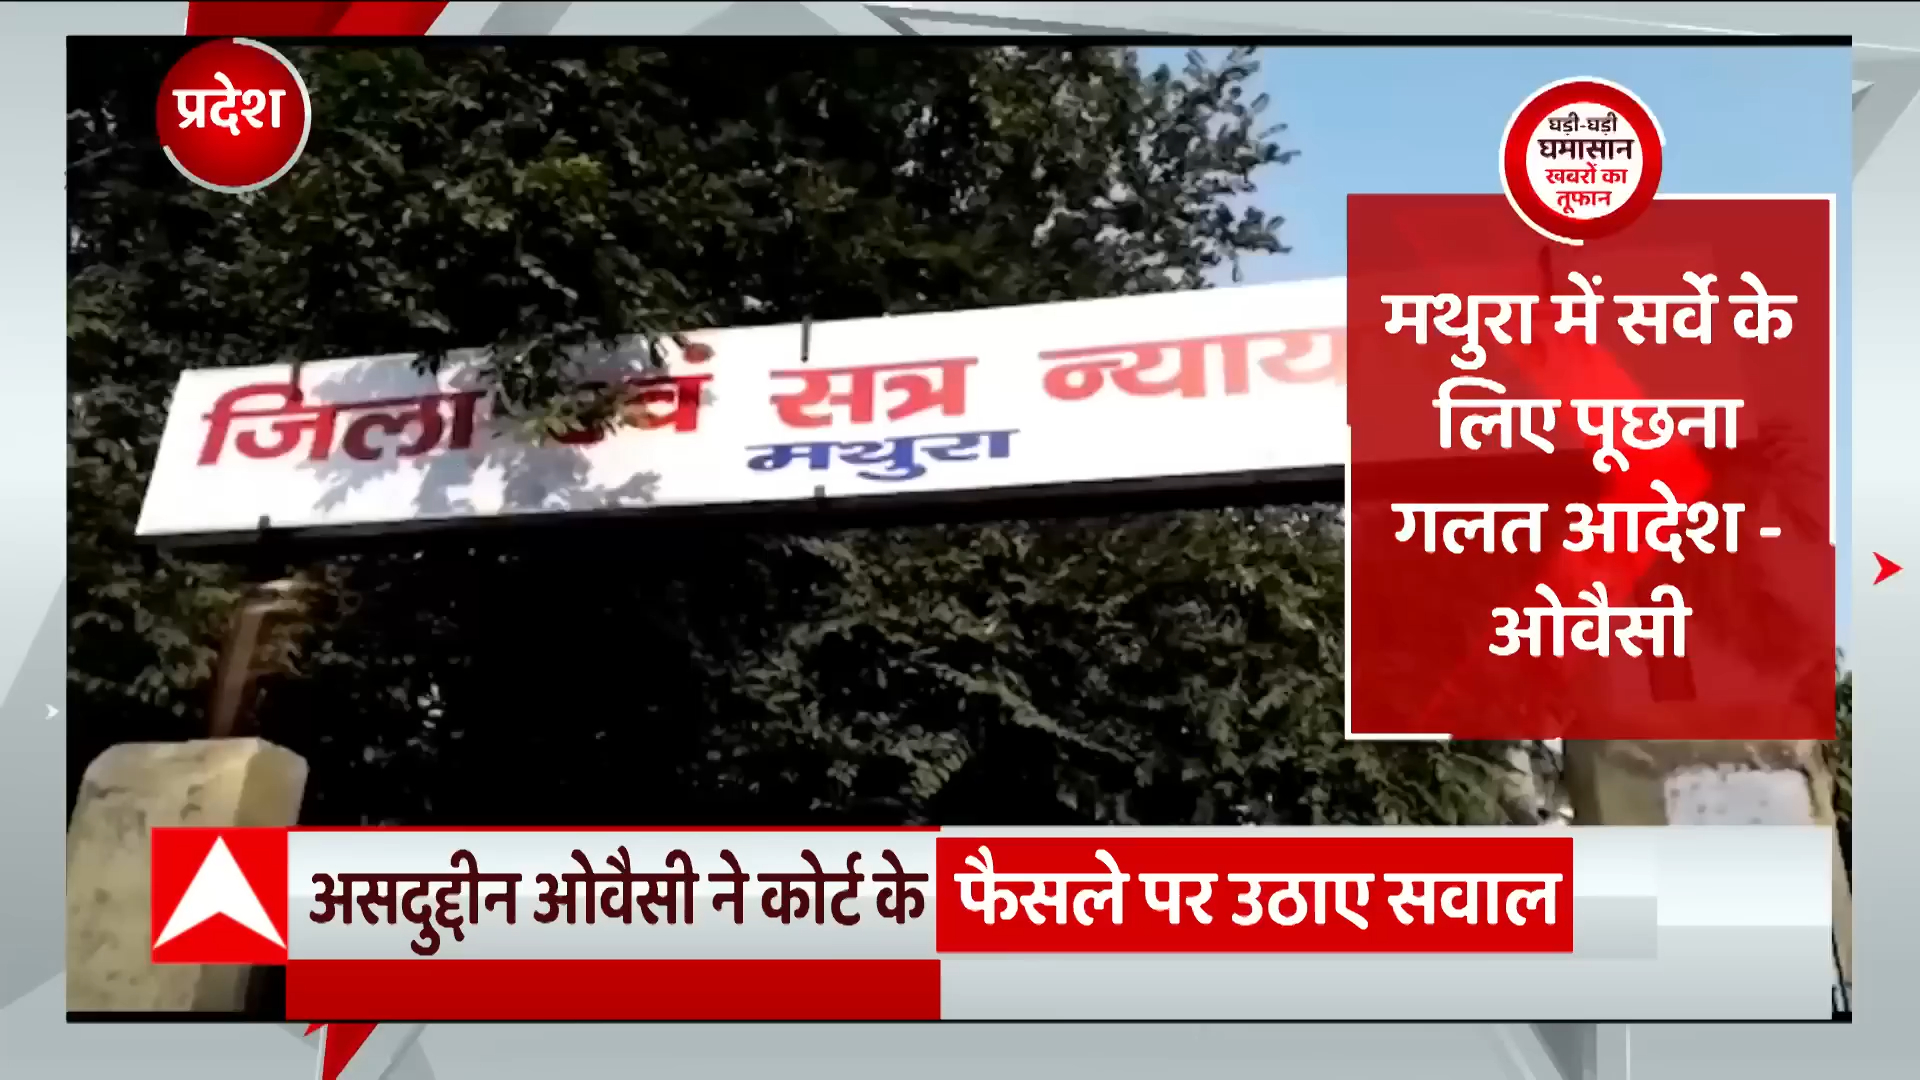 प्रदेश
घड़ी-घड़ी
घमासान
खबरों का
तूफान
मथुरा में सर्वे के
लिए पूछना
गलत आदेश -
ओवैसी
जिला एवं सत्र न्याय
मथुरा
असदुद्दीन ओवैसी ने कोर्ट के फैसले पर उठाए सवाल